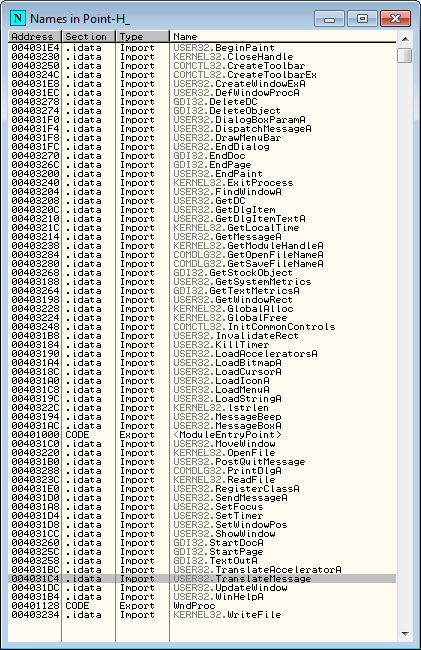 N Names in Point-H_
Address Section Type Name
004031E4 .idata Import USER32.BeginPaint
00403230 .idata Import KERNEL32.CloseHandle
00403250 .idata Import COMCTL32.CreateToolbar
0040324C .idata Import COMCTL32.CreateToolbarEx
004031E8 .idata Import USER32.CreateWindowExA
004031EC .idata Import USER32.DefWindowProcA
00403278 .idata Import GDI32.DeleteDC
00403274 .idata Import GDI32.DeleteObject
004031F0 .idata Import USER32.DialogBoxParamA
004031F4 .idata Import USER32.DispatchMessageA
004031F8 .idata Import USER32.DrawMenuBar
004031FC .idata Import USER32.EndDialog
00403270 .idata Import GDI32.EndDoc
0040326C .idata Import GDI32.EndPage
00403200 .idata Import USER32.EndPaint
00403240 .idata Import KERNEL32.ExitProcess
00403204 .idata Import USER32.FindWindowA
00403208 .idata Import USER32.GetDC
0040320C .idata Import USER32.GetDlgItem
00403210 .idata Import USER32.GetDlgItemTextA
0040321C .idata Import KERNEL32.GetLocalTime
00403214 .idata Import USER32.GetMessageA
00403238 .idata Import KERNEL32.GetModuleHandleA
00403284 .idata Import COMDLG32.GetOpenFileNameA
00403280 .idata Import COMDLG32.GetSaveFileNameA
00403268 .idata Import GDI32.GetStockObject
00403188 .idata Import USER32.GetSystemMetrics
00403264 .idata Import GDI32.GetTextMetricsA
00403198 .idata Import USER32.GetWindowRect
00403228 .idata Import KERNEL32.GlobalAlloc
00403224 .idata Import KERNEL32.GlobalFree
00403248 .idata Import COMCTL32.InitCommonControls
004031B8 .idata Import USER32.InvalidateRect
00403184 .idata Import USER32.KillTimer
00403190 .idata Import USER32.LoadAcceleratorsA
004031A4 .idata Import USER32.LoadBitmapA
0040318C .idata Import USER32.LoadCursorA
004031A0 .idata Import USER32.LoadIconA
004031C8 .idata Import USER32.LoadMenuA
0040319C .idata Import USER32.LoadStringA
0040322C .idata Import KERNEL32.lstrlen
00403194 .idata Import USER32.MessageBeep
004031AC .idata Import USER32.MessageBoxA
00401000 CODE Export <ModuleEntryPoint>
004031C0 .idata Import USER32.MoveWindow
00403220 .idata Import KERNEL32.OpenFile
004031B0 .idata Import USER32.PostQuitMessage
00403288 .idata Import COMDLG32.PrintDlgA
0040323C .idata Import KERNEL32.ReadFile
004031E0 .idata Import USER32.RegisterClassA
004031D0 .idata Import USER32.SendMessageA
004031A8 .idata Import USER32.SetFocus
004031D4 .idata Import USER32.SetTimer
004031D8 .idata Import USER32.SetWindowPos
004031CC .idata Import USER32.ShowWindow
00403260 .idata Import GDI32.StartDocA
0040325C .idata Import GDI32.StartPage
00403258 .idata Import GDI32.TextOutA
004031BC .idata Import USER32.TranslateAcceleratorA
004031C4 .idata Import USER32.TranslateMessage
004031DC .idata Import USER32.UpdateWindow
004031B4 .idata Import USER32.WinHelpA
00401128 CODE Export WndProc
00403234 .idata Import KERNEL32.WriteFile